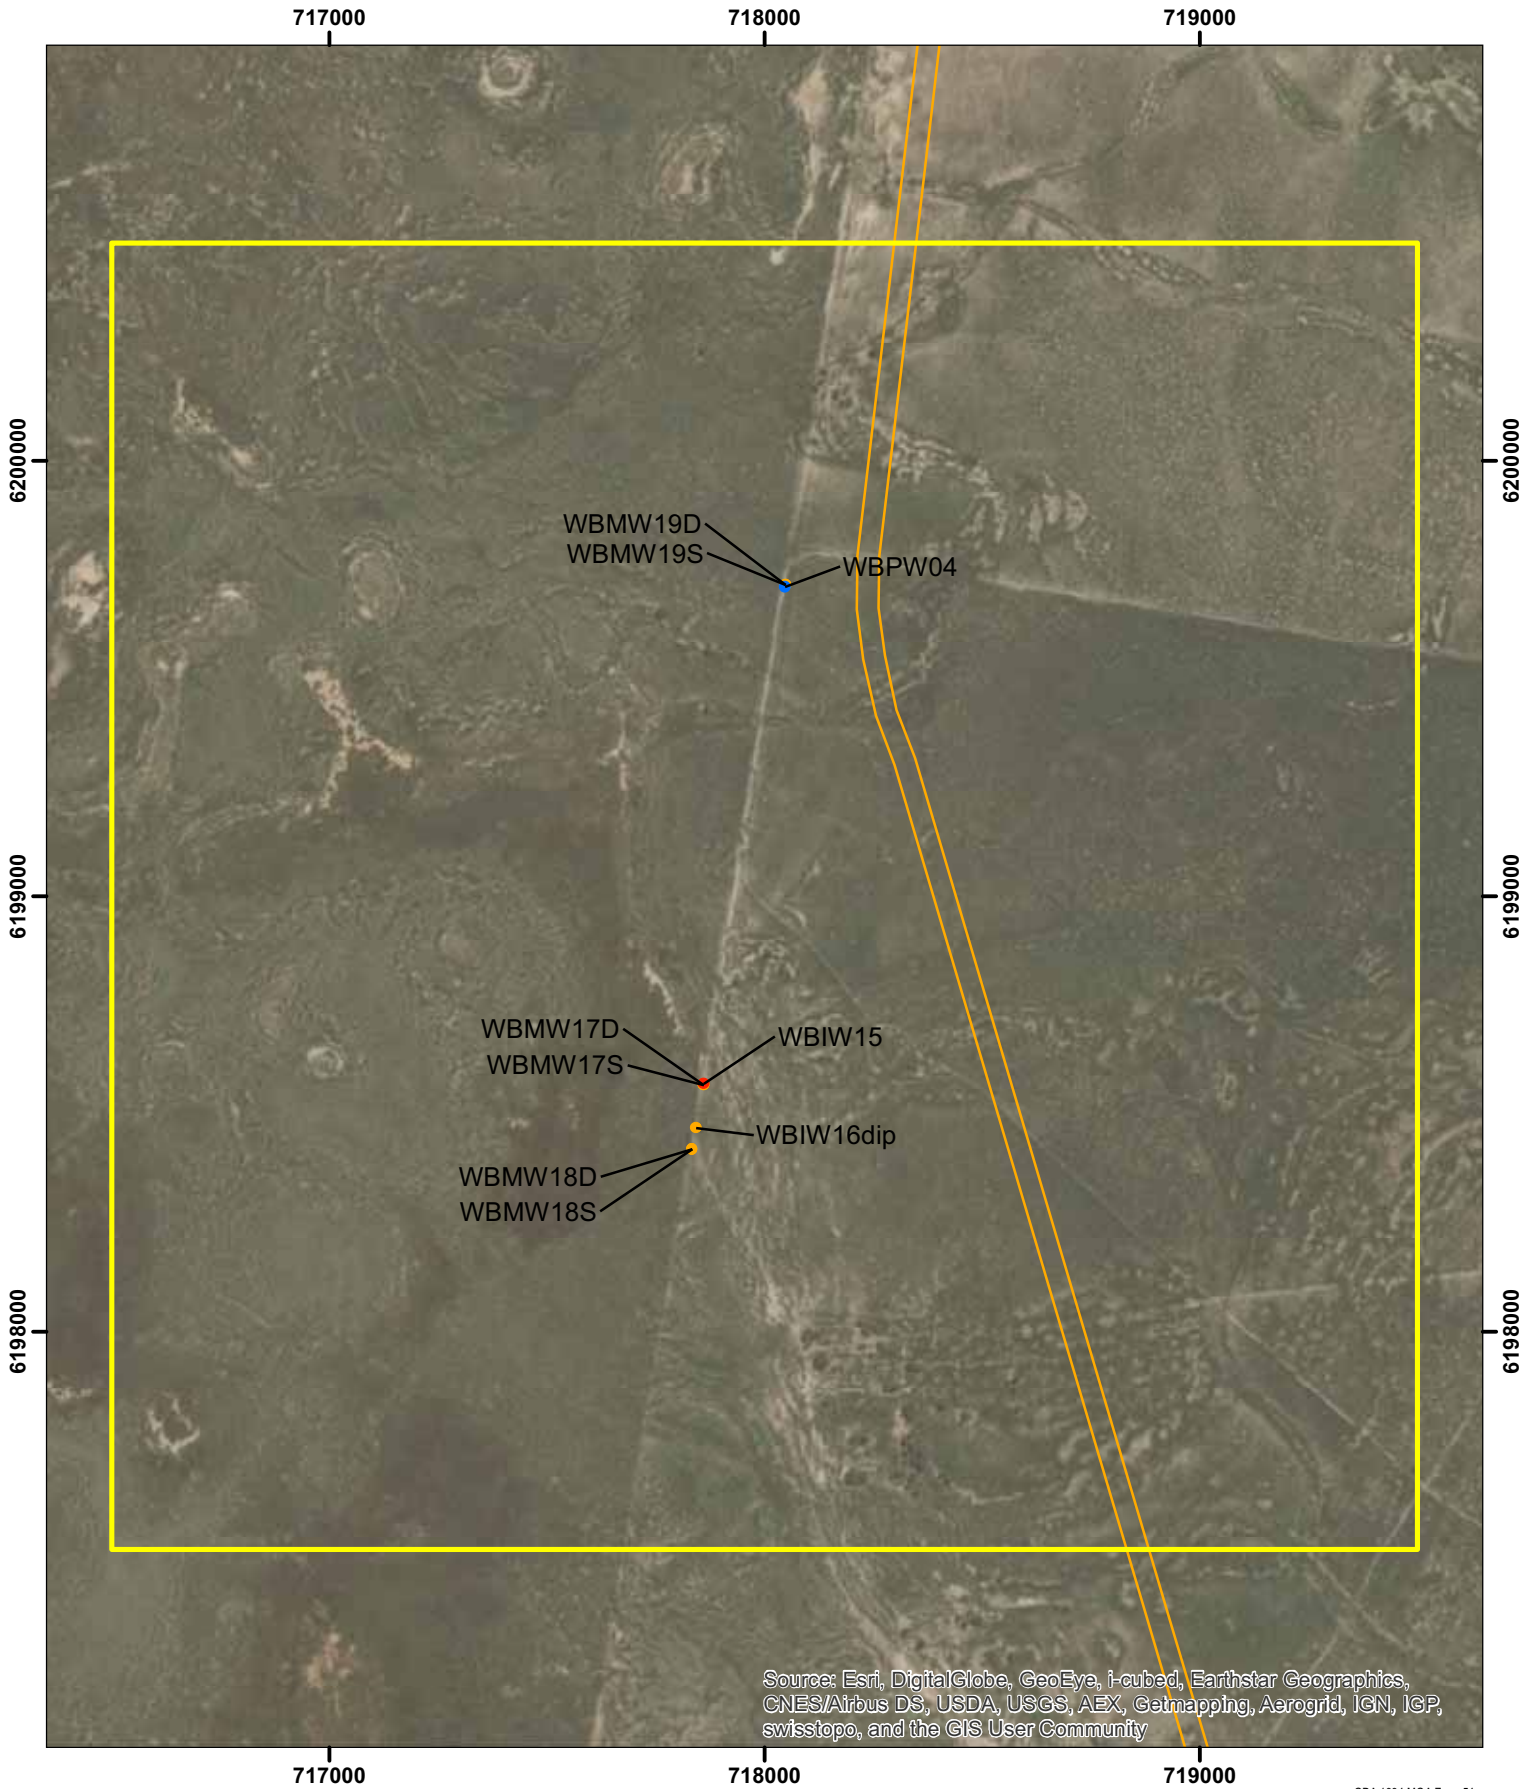 717000 718000 719000
6200000 6200000
WBMW19D
WBMW19S
WBPW04
6199000 6199000
WBMW17D
WBIW15
WBMW17S
WBIW16dip
WBMW18D
WBMW18S
6198000 6198000
Source: Esri, DigitalGlobe, GeoEye, i-cubed, Earthstar Geographics,
CNES/Airbus DS, USDA, USGS, AEX, Getmapping, Aerogrid, IGN, IGP,
swisstopo, and the GIS User Community
717000 718000 719000